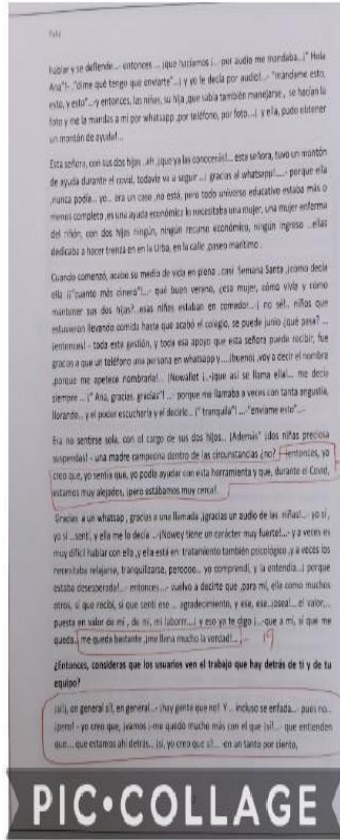 hablar y se defiende...- entonces ... ¡que hacíamos ¡...por audio me mandaba...¡" Hola
Ana"!- ."dime qué tengo que enviarte"...¡ y yo le decía por audio!...- "mándame esto,
esto, y esto"...-y entonces, las niñas, su hija ,que sabía también manejarse , se hacían la
foto y me la mandas a mi por whatsapp ,por teléfono, por foto...¡ y ella, pudo obtener
un montón de ayuda!...
Esta señora, con sus dos hijas ..ah ,¡que ya las conocerás!... esta señora, tuvo un montón
de ayuda durante el covid, todavía va a seguir ...¡ gracias al whatsapp!....- porque ella
,nunca podía... yo.. era un caso ,no está, pero todo universo educativo estaba más o
menos completo ,es una ayuda económica lo necesitaba una mujer, una mujer enferma
del riñón, con dos hijas ningún, ningún recurso económico, ningún ingreso ...ellas
dedicaba a hacer trenza en en la Urba, en la calle ,paseo marítimo .
Cuando comenzó, acabo su medio de vida en plena ..casi Semana Santa ,¡como decía
ella ¡¡"cuanto más dinero"!...- qué buen verano, ¿esa mujer, cómo vivía y cómo
mantener sus dos hijas?..esas niñas estaban en comedor...¡ no sé!.. niños que
estuvieron llevando comida hasta que acabó el colegio, se puede junio ¿qué pasa? ...
¡entonces! - toda esta gestión, y toda esa apoyo que esta señora puede recibir, fue
gracias a que un teléfono una persona en whatsapp y .....¡bueno¡ ,voy a decir el nombre
,porque me apetece nombrarla!... ¡Nowallet ¡...¡que así se llama ella!... me decía
siempre ...¡" Ana, gracias, gracias"! ...- porque me llamaba a veces con tanta angustia,
llorando.. y el poder escucharla y el decirle... (" tranquila"! ...-"envíame esto"....-
Era no sentirse sola, con el cargo de sus dos hijas... ¡Además" ¡dos niñas preciosa
estupendas! - una madre campeona dentro de las circunstancias ¿no? -¡entonces, yo
creo que, yo sentía que, yo podía ayudar con esta herramienta y que, durante el Covid,
estamos muy alejados, ¡pero estábamos muy cerca!.
Gracias a un whatsap , gracias a una llamada ,¡gracias un audio de las niñas!...- yo sí ,
yo sí ...sentí, y ella me lo decía ...-¡Nowey tiene un carácter muy fuerte!...- y a veces es
muy difícil hablar con ella ,y ella está en tratamiento también psicológico ,y a veces los
necesitaba relajarse, tranquilizarse, perooo... yo comprendí, y la entendía...¡ porque
estaba desesperada!...- entonces...- vuelvo a decirte que ,para mí, ella como muchos
otros, si que recibí, si que sentí ese ... agradecimiento, y ese, ese..¡osea!.... el valor,..,
puesta en valor de mí , de mi, mi laborrr...¡ y eso yo te digo ¡...-que a mí, si que me
queda.. me queda bastante ,¡me llena mucho la verdad!...¡.- 19
¿Entonces, consideras que los usuarios ven el trabajo que hay detrás de ti y de tu
equipo?
¡sí¡, en general sí!, en general...- ¡hay gente que no! Y ... incluso se enfada...- pues no...
¡pero! - yo creo que, ¡vamos ¡-me quedo mucho más con el que ¡sí!...- que entienden
que.... que estamos ahí detrás... ¡sí, yo creo que sí!... en un tanto por ciento,
PIC•COLLAGE